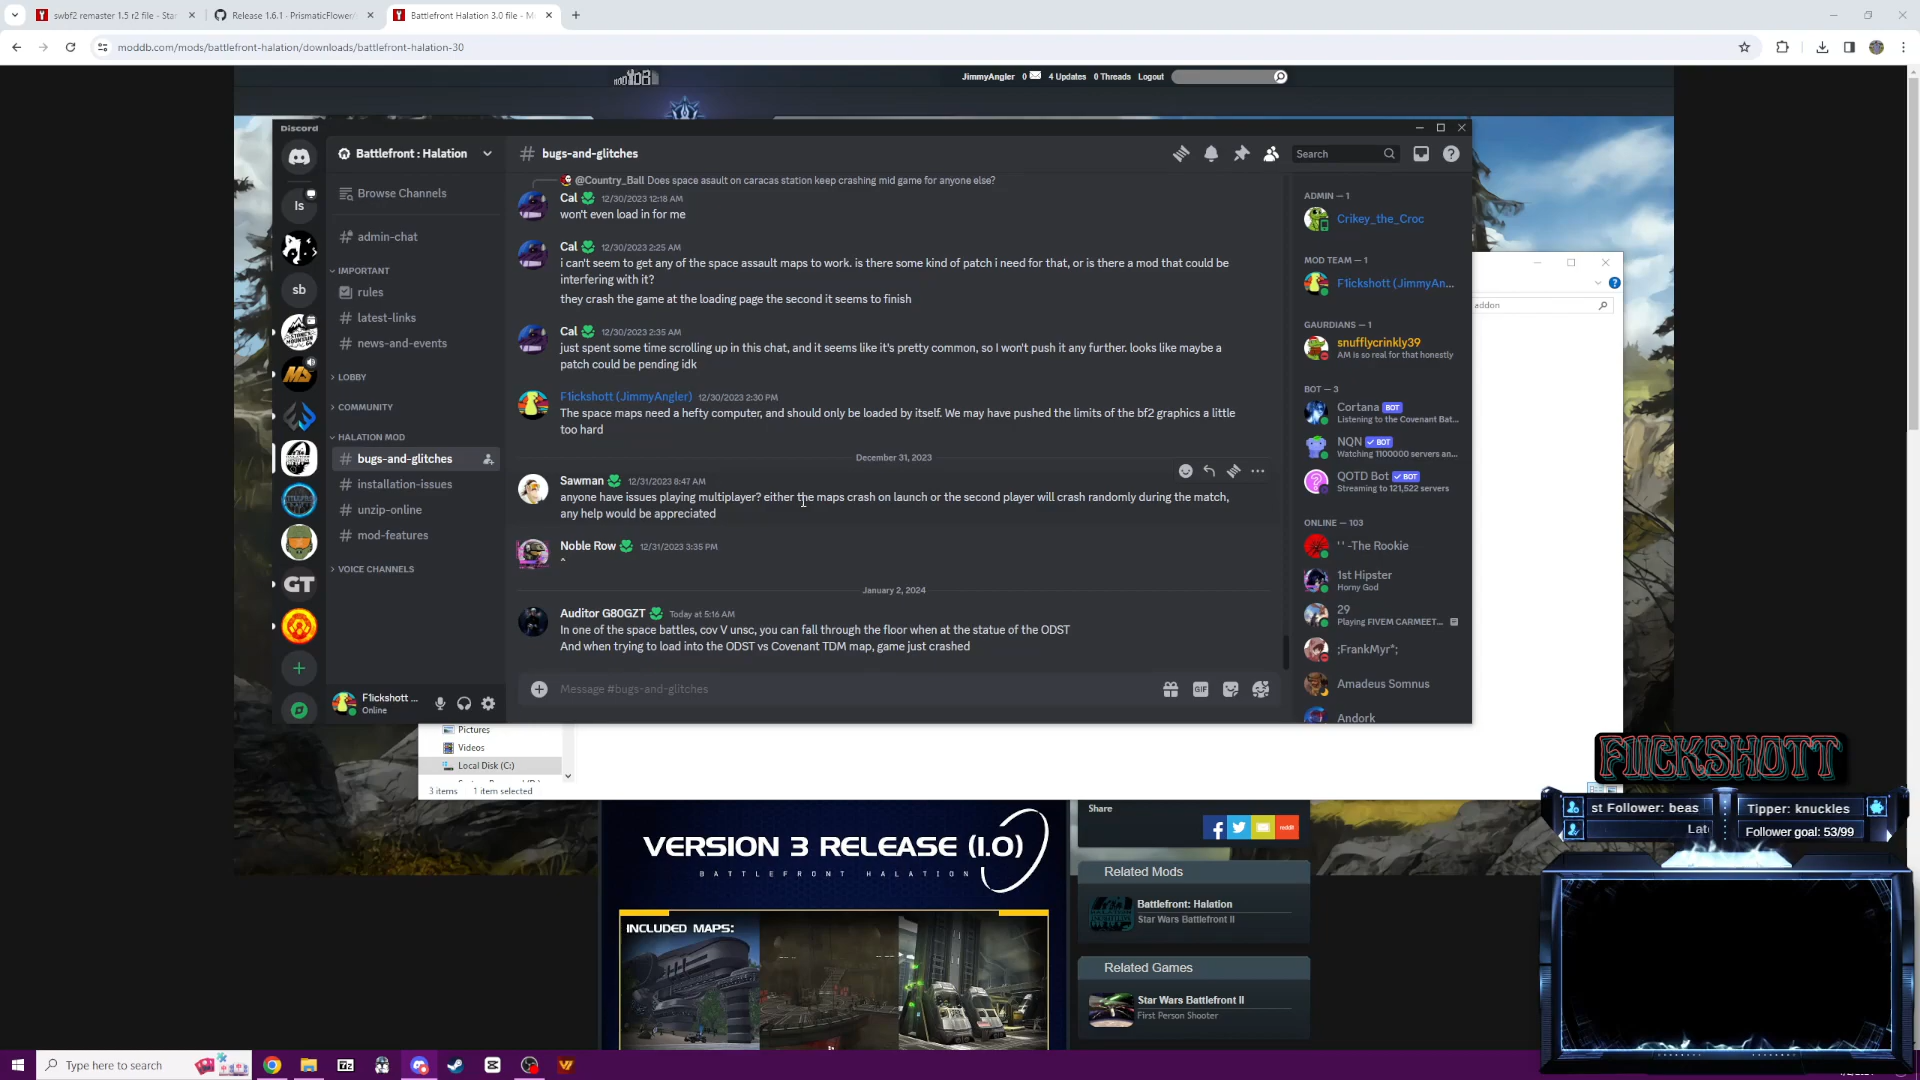 swbf2 remaster 1.5 r2 file - Star
Release 1.6.1 · PrismaticFlower/
Battlefront Halation 3.0 file - M
moddb.com/mods/battlefront-halation/downloads/battlefront-halation-30
JimmyAngler 0 4 Updates 0 Threads Logout
Discord
Battlefront : Halation
# bugs-and-glitches
Search
Browse Channels
# admin-chat
IMPORTANT
rules
# latest-links
# news-and-events
LOBBY
COMMUNITY
HALATION MOD
# bugs-and-glitches
# installation-issues
# unzip-online
# mod-features
VOICE CHANNELS
ls
sb
GT
F1ickshott ...
Online
@Country_Ball Does space asault on caracas station keep crashing mid game for anyone else?
Cal 12/30/2023 12:18 AM
won't even load in for me
Cal 12/30/2023 2:25 AM
i can't seem to get any of the space assault maps to work. is there some kind of patch i need for that, or is there a mod that could be
interfering with it?
they crash the game at the loading page the second it seems to finish
Cal 12/30/2023 2:35 AM
just spent some time scrolling up in this chat, and it seems like it's pretty common, so I won't push it any further. looks like maybe a
patch could be pending idk
F1ickshott (JimmyAngler) 12/30/2023 2:30 PM
The space maps need a hefty computer, and should only be loaded by itself. We may have pushed the limits of the bf2 graphics a little
too hard
December 31, 2023
Sawman 12/31/2023 8:47 AM
anyone have issues playing multiplayer? either the maps crash on launch or the second player will crash randomly during the match,
any help would be appreciated
Noble Row 12/31/2023 3:35 PM
^
January 2, 2024
Auditor G80GZT Today at 5:16 AM
In one of the space battles, cov V unsc, you can fall through the floor when at the statue of the ODST
And when trying to load into the ODST vs Covenant TDM map, game just crashed
Message #bugs-and-glitches
GIF
ADMIN — 1
Crikey_the_Croc
MOD TEAM — 1
F1ickshott (JimmyAn...
GAURDIANS — 1
snufflycrinkly39
AM is so real for that honestly
BOT — 3
Cortana BOT
Listening to the Covenant Bat...
NQN BOT
Watching 1100000 servers an...
QOTD Bot BOT
Streaming to 121,522 servers
ONLINE — 103
' ' -The Rookie
1st Hipster
Horny God
29
Playing FIVEM CARMEET...
;FrankMyr*;
Amadeus Somnus
Andork
addon
Pictures
Videos
Local Disk (C:)
3 items 1 item selected
VERSION 3 RELEASE (1.0)
BATTLEFRONT HALATION
INCLUDED MAPS:
Share
reddit
Related Mods
Battlefront: Halation
Star Wars Battlefront II
Related Games
Star Wars Battlefront II
First Person Shooter
F1ICKSHOTT
st Follower: beas
Tipper: knuckles
Lat
Follower goal: 53/99
Type here to search